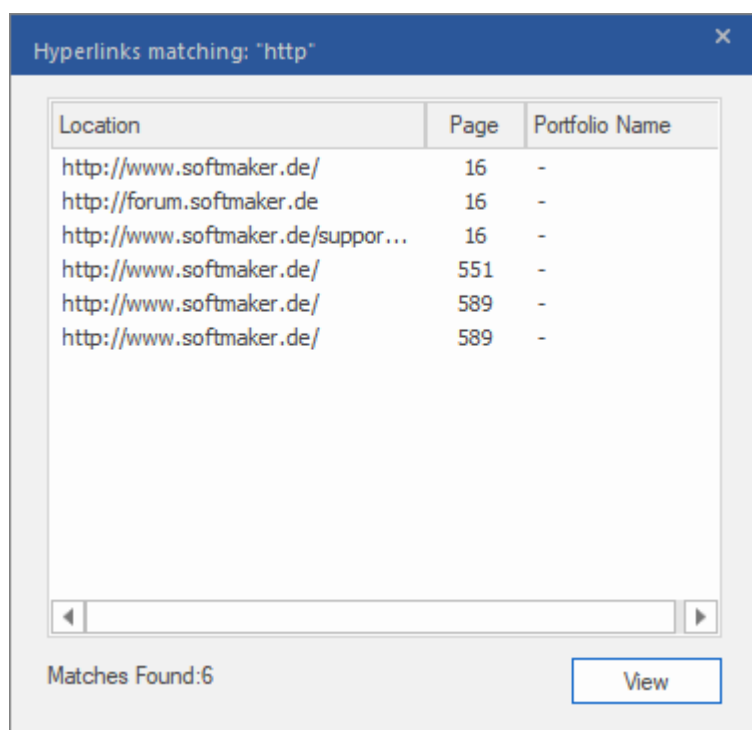 Hyperlinks matching: "http"
Location Page Portfolio Name
http://www.softmaker.de/ 16 -
http://forum.softmaker.de 16 -
http://www.softmaker.de/suppor... 16 -
http://www.softmaker.de/ 551 -
http://www.softmaker.de/ 589 -
http://www.softmaker.de/ 589 -
Matches Found:6 View